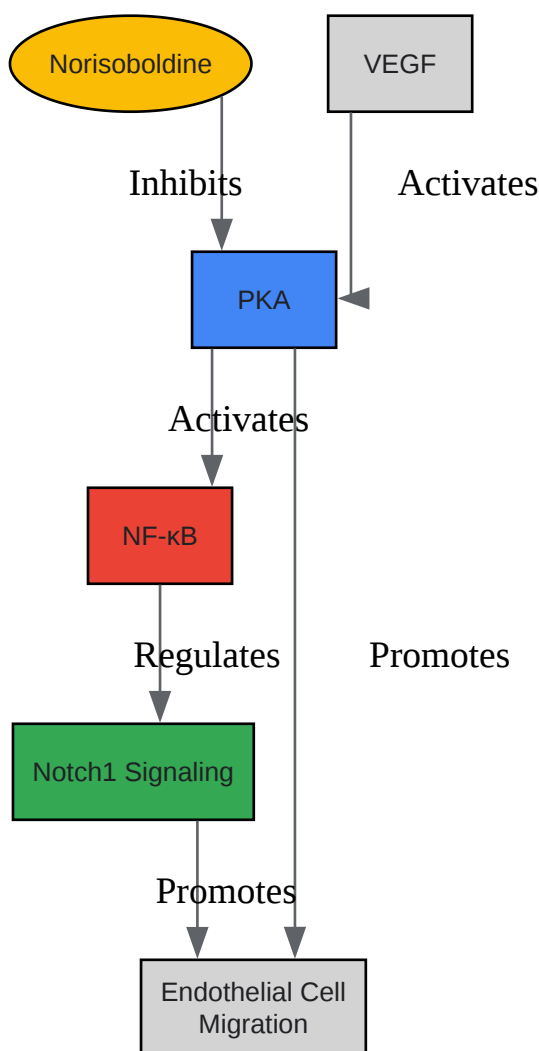 Norisoboldine
VEGF
Inhibits
Activates
PKA
Activates
NF-κB
Regulates
Promotes
Notch1 Signaling
Promotes
Endothelial Cell
Migration